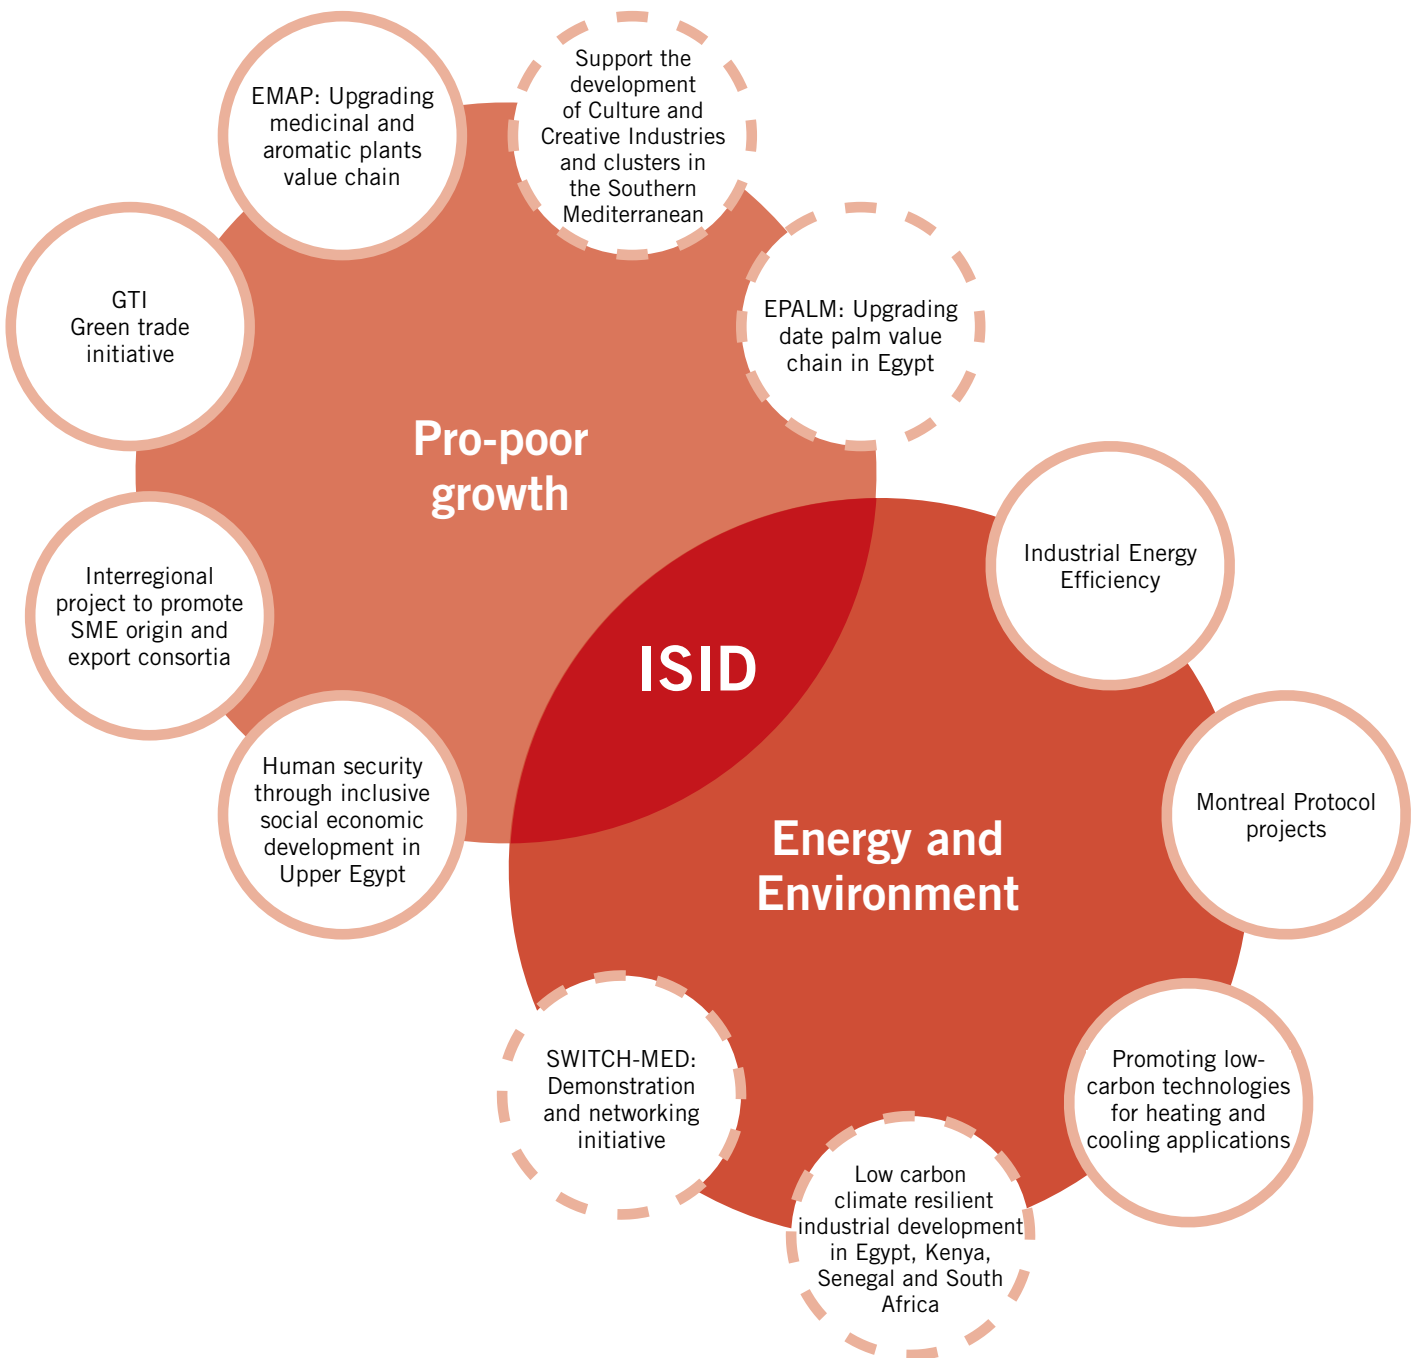 EMAP: Upgrading
medicinal and
aromatic plants
value chain
Support the
development
of Culture and
Creative Industries
and clusters in
the Southern
Mediterranean
GTI
Green trade
initiative
EPALM: Upgrading
date palm value
chain in Egypt
Pro-poor
growth
Interregional
project to promote
SME origin and
export consortia
Industrial Energy
Efficiency
ISID
Human security
through inclusive
social economic
development in
Upper Egypt
Montreal Protocol
projects
Energy and
Environment
SWITCH-MED:
Demonstration
and networking
initiative
Promoting low-
carbon technologies
for heating and
cooling applications
Low carbon
climate resilient
industrial development
in Egypt, Kenya,
Senegal and South
Africa